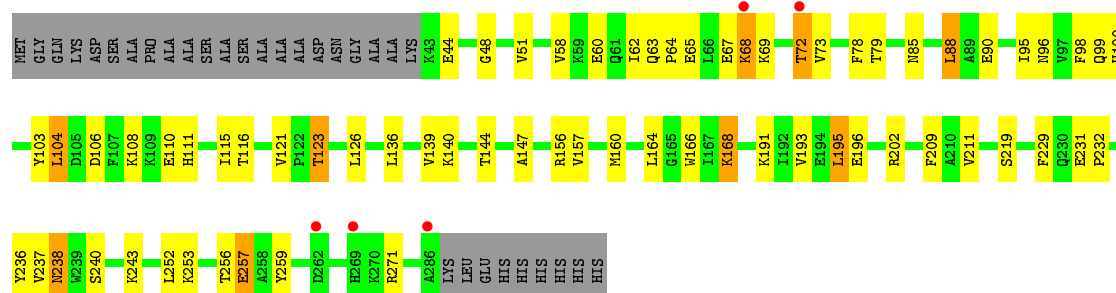 MET GLY GLN LYS ASP SER ALA PRO ALA ALA SER ALA ALA SER ALA ALA ALA ASP ASN GLY ALA ALA LYS K43 E44 G48 V51 V58 K59 E60 Q61 I62 Q63 P64 E65 L66 E67 K68 K69 T72 V73 F78 T79 N85 L88 A89 E90 I95 N96 V97 F98 Q99
Y103 L104 D105 D106 F107 K108 K109 E110 H111 I115 T116 V121 P122 T123 L126 L136 V139 K140 T144 A147 R156 V157 M160 L164 G165 W166 I167 K168 K191 I192 V193 E194 L195 E196 R202 F209 A210 V211 S219 F229 Q230 E231 P232
Y236 V237 N238 W239 S240 K243 L252 K253 T256 E257 A258 Y259 D262 H269 K270 R271 A286 LYS LEU GLU HIS HIS HIS HIS HIS HIS